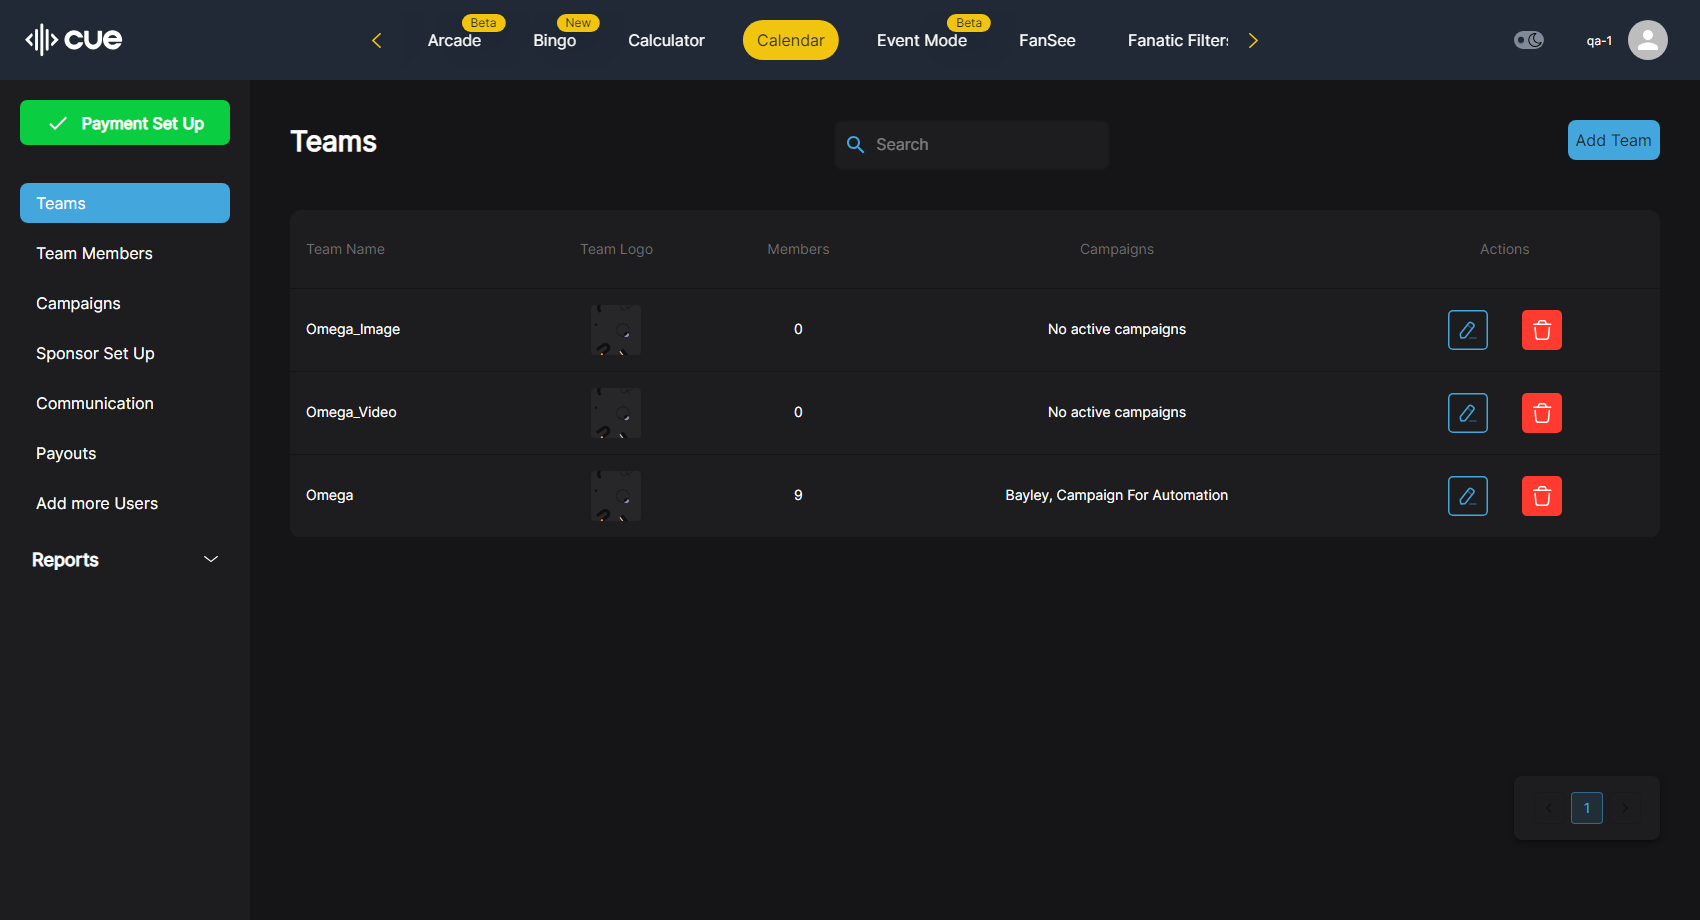 cue
Beta
Arcade
New
Bingo
Calculator
Calendar
Beta
Event Mode
FanSee
Fanatic Filter
qa-1
Payment Set Up
Teams
Team Members
Campaigns
Sponsor Set Up
Communication
Payouts
Add more Users
Reports
Teams
Search
Add Team
Team Name Team Logo Members Campaigns Actions
Omega_Image 0 No active campaigns
Omega_Video 0 No active campaigns
Omega 9 Bayley, Campaign For Automation
1